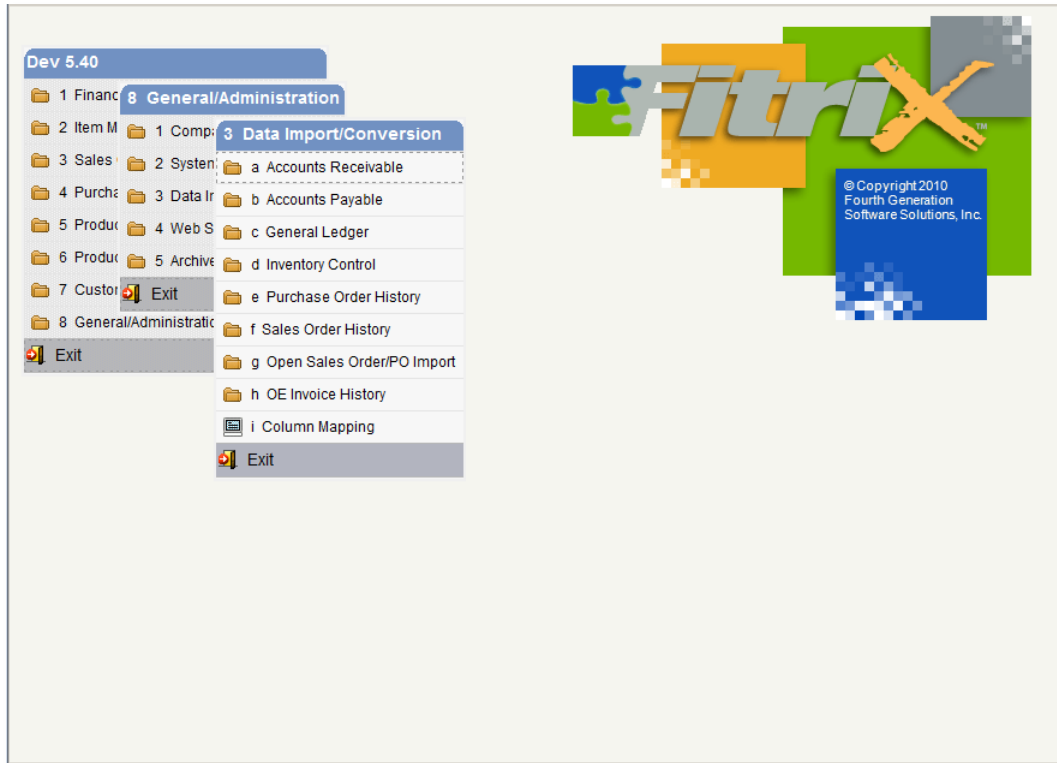 Dev 5.40
1 Financ
2 Item M
3 Sales
4 Purcha
5 Produc
6 Produc
7 Custor
8 General/Administratio
Exit
8 General/Administration
1 Compa
2 System
3 Data Ir
4 Web S
5 Archive
Exit
3 Data Import/Conversion
a Accounts Receivable
b Accounts Payable
c General Ledger
d Inventory Control
e Purchase Order History
f Sales Order History
g Open Sales Order/PO Import
h OE Invoice History
i Column Mapping
Exit
Fitrix
TM
©Copyright 2010
Fourth Generation
Software Solutions, Inc.